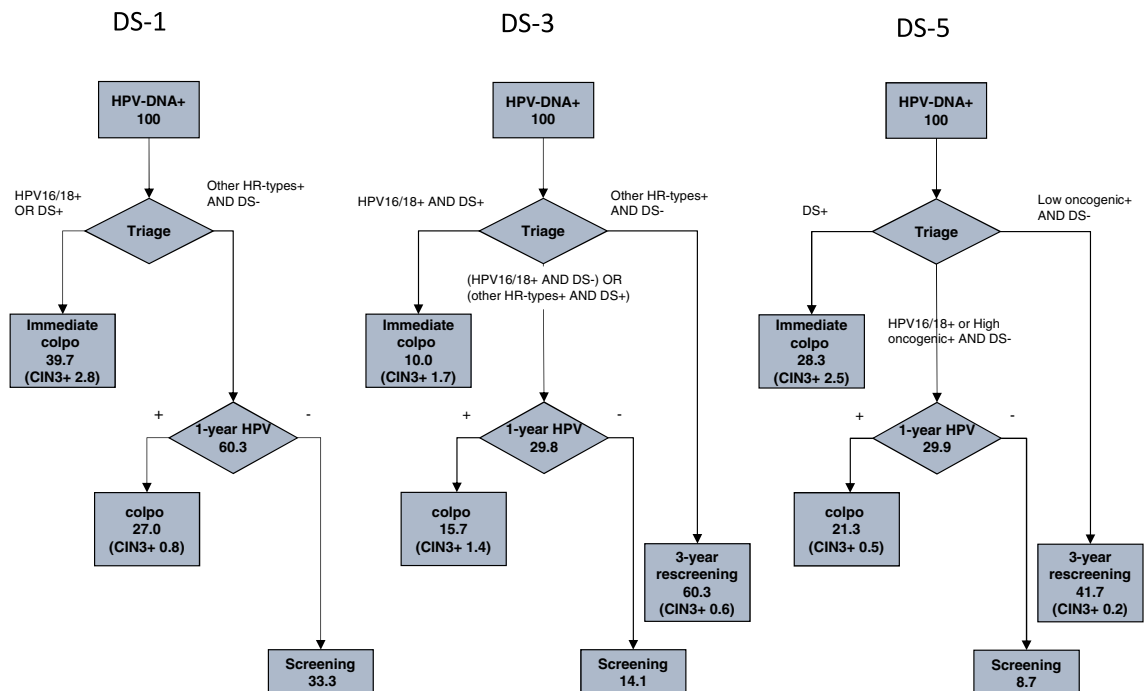 DS-1
HPV-DNA+
100
HPV16/18+
OR DS+
Other HR-types+
AND DS-
Triage
Immediate
colpo
39.7
(CIN3+ 2.8)
+
-
1-year HPV
60.3
colpo
27.0
(CIN3+ 0.8)
Screening
33.3
DS-3
HPV-DNA+
100
HPV16/18+ AND DS+
Other HR-types+
AND DS-
Triage
(HPV16/18+ AND DS-) OR
(other HR-types+ AND DS+)
Immediate
colpo
10.0
(CIN3+ 1.7)
+
-
1-year HPV
29.8
colpo
15.7
(CIN3+ 1.4)
3-year
rescreening
60.3
(CIN3+ 0.6)
Screening
14.1
DS-5
HPV-DNA+
100
DS+
Low oncogenic+
AND DS-
Triage
HPV16/18+ or High
oncogenic+ AND DS-
Immediate
colpo
28.3
(CIN3+ 2.5)
+
-
1-year HPV
29.9
colpo
21.3
(CIN3+ 0.5)
3-year
rescreening
41.7
(CIN3+ 0.2)
Screening
8.7